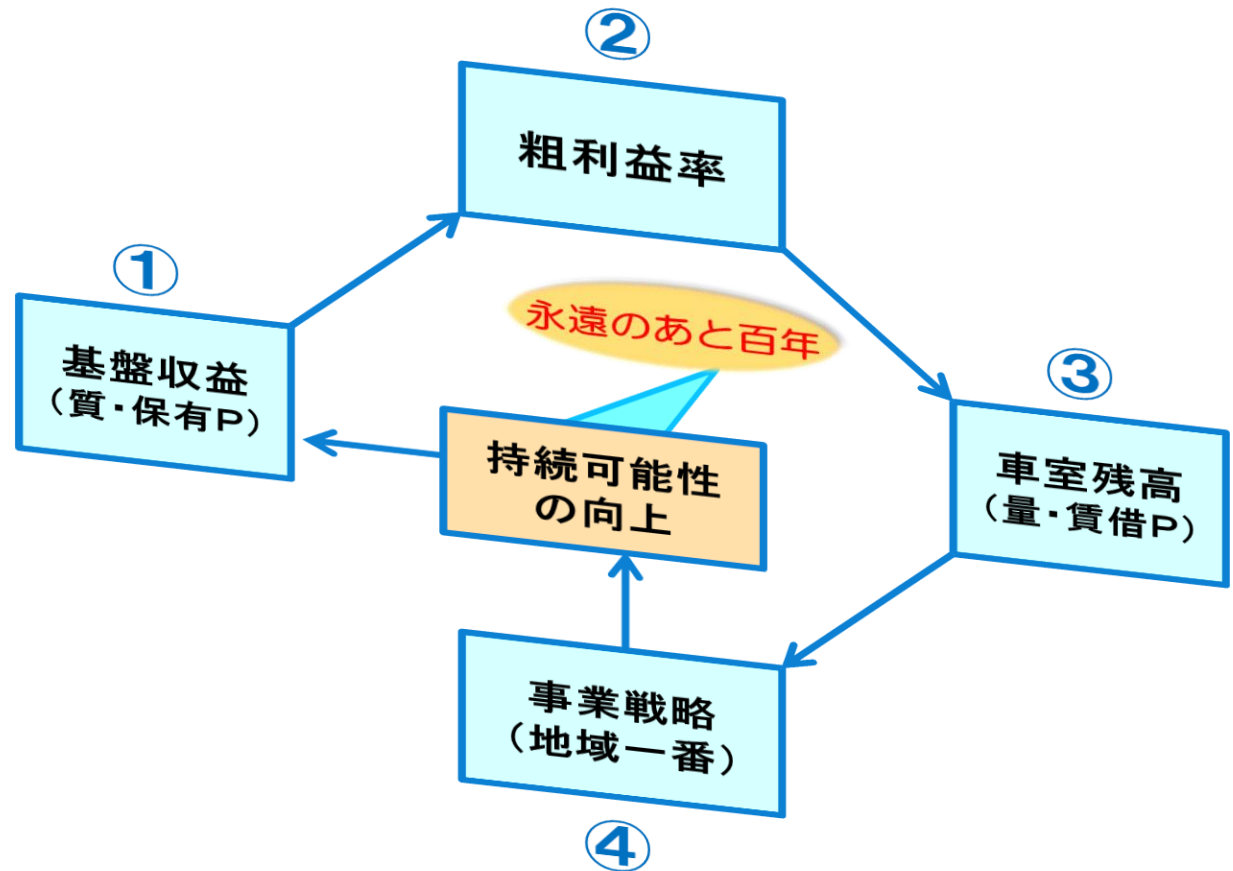 ②
粗利益率
①
基盤収益
（質・保有P）
永遠のあと百年
③
車室残高
（量・賃借P）
持続可能性
の向上
事業戦略
（地域一番）
④